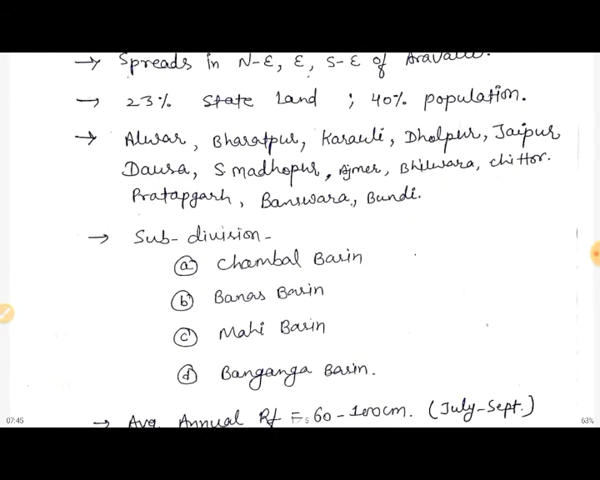 → Spreads in N-E, E, S-E of Aravalli.
→ 23% State Land ; 40% population.
→ Alwar, Bharatpur, Karauli, Dholpur, Jaipur
Dausa, S madhopur, Ajmer, Bhilwara, Chittor.
Pratapgarh, Banswara, Bundi.
→ Sub-division-
(a) Chambal Basin
(b) Banas Basin
(c) Mahi Basin
(d) Banganga Basin.
→ Avg. Annual Rf = 60-100cm. (July-Sept.)
07:45
63%